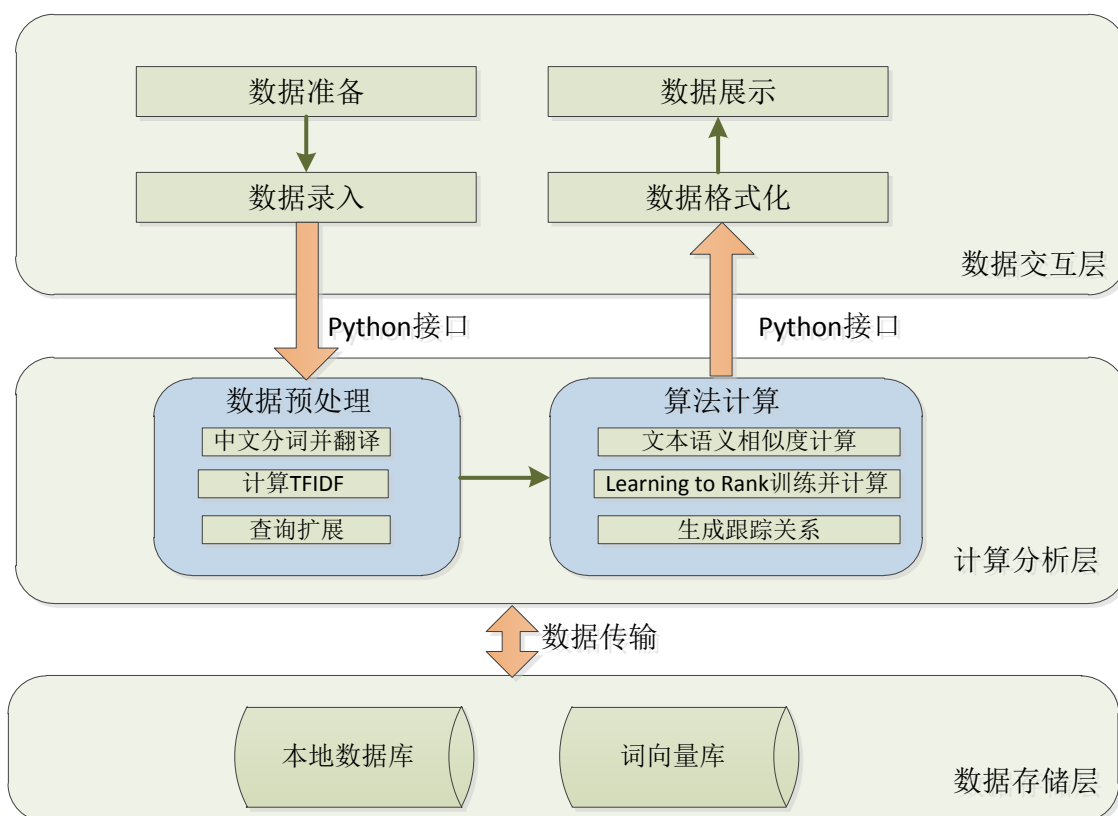 数据准备
数据展示
数据录入
数据格式化
数据交互层
Python接口
Python接口
数据预处理
算法计算
中文分词并翻译
文本语义相似度计算
计算TFIDF
Learning to Rank训练并计算
查询扩展
生成跟踪关系
计算分析层
数据传输
本地数据库
词向量库
数据存储层